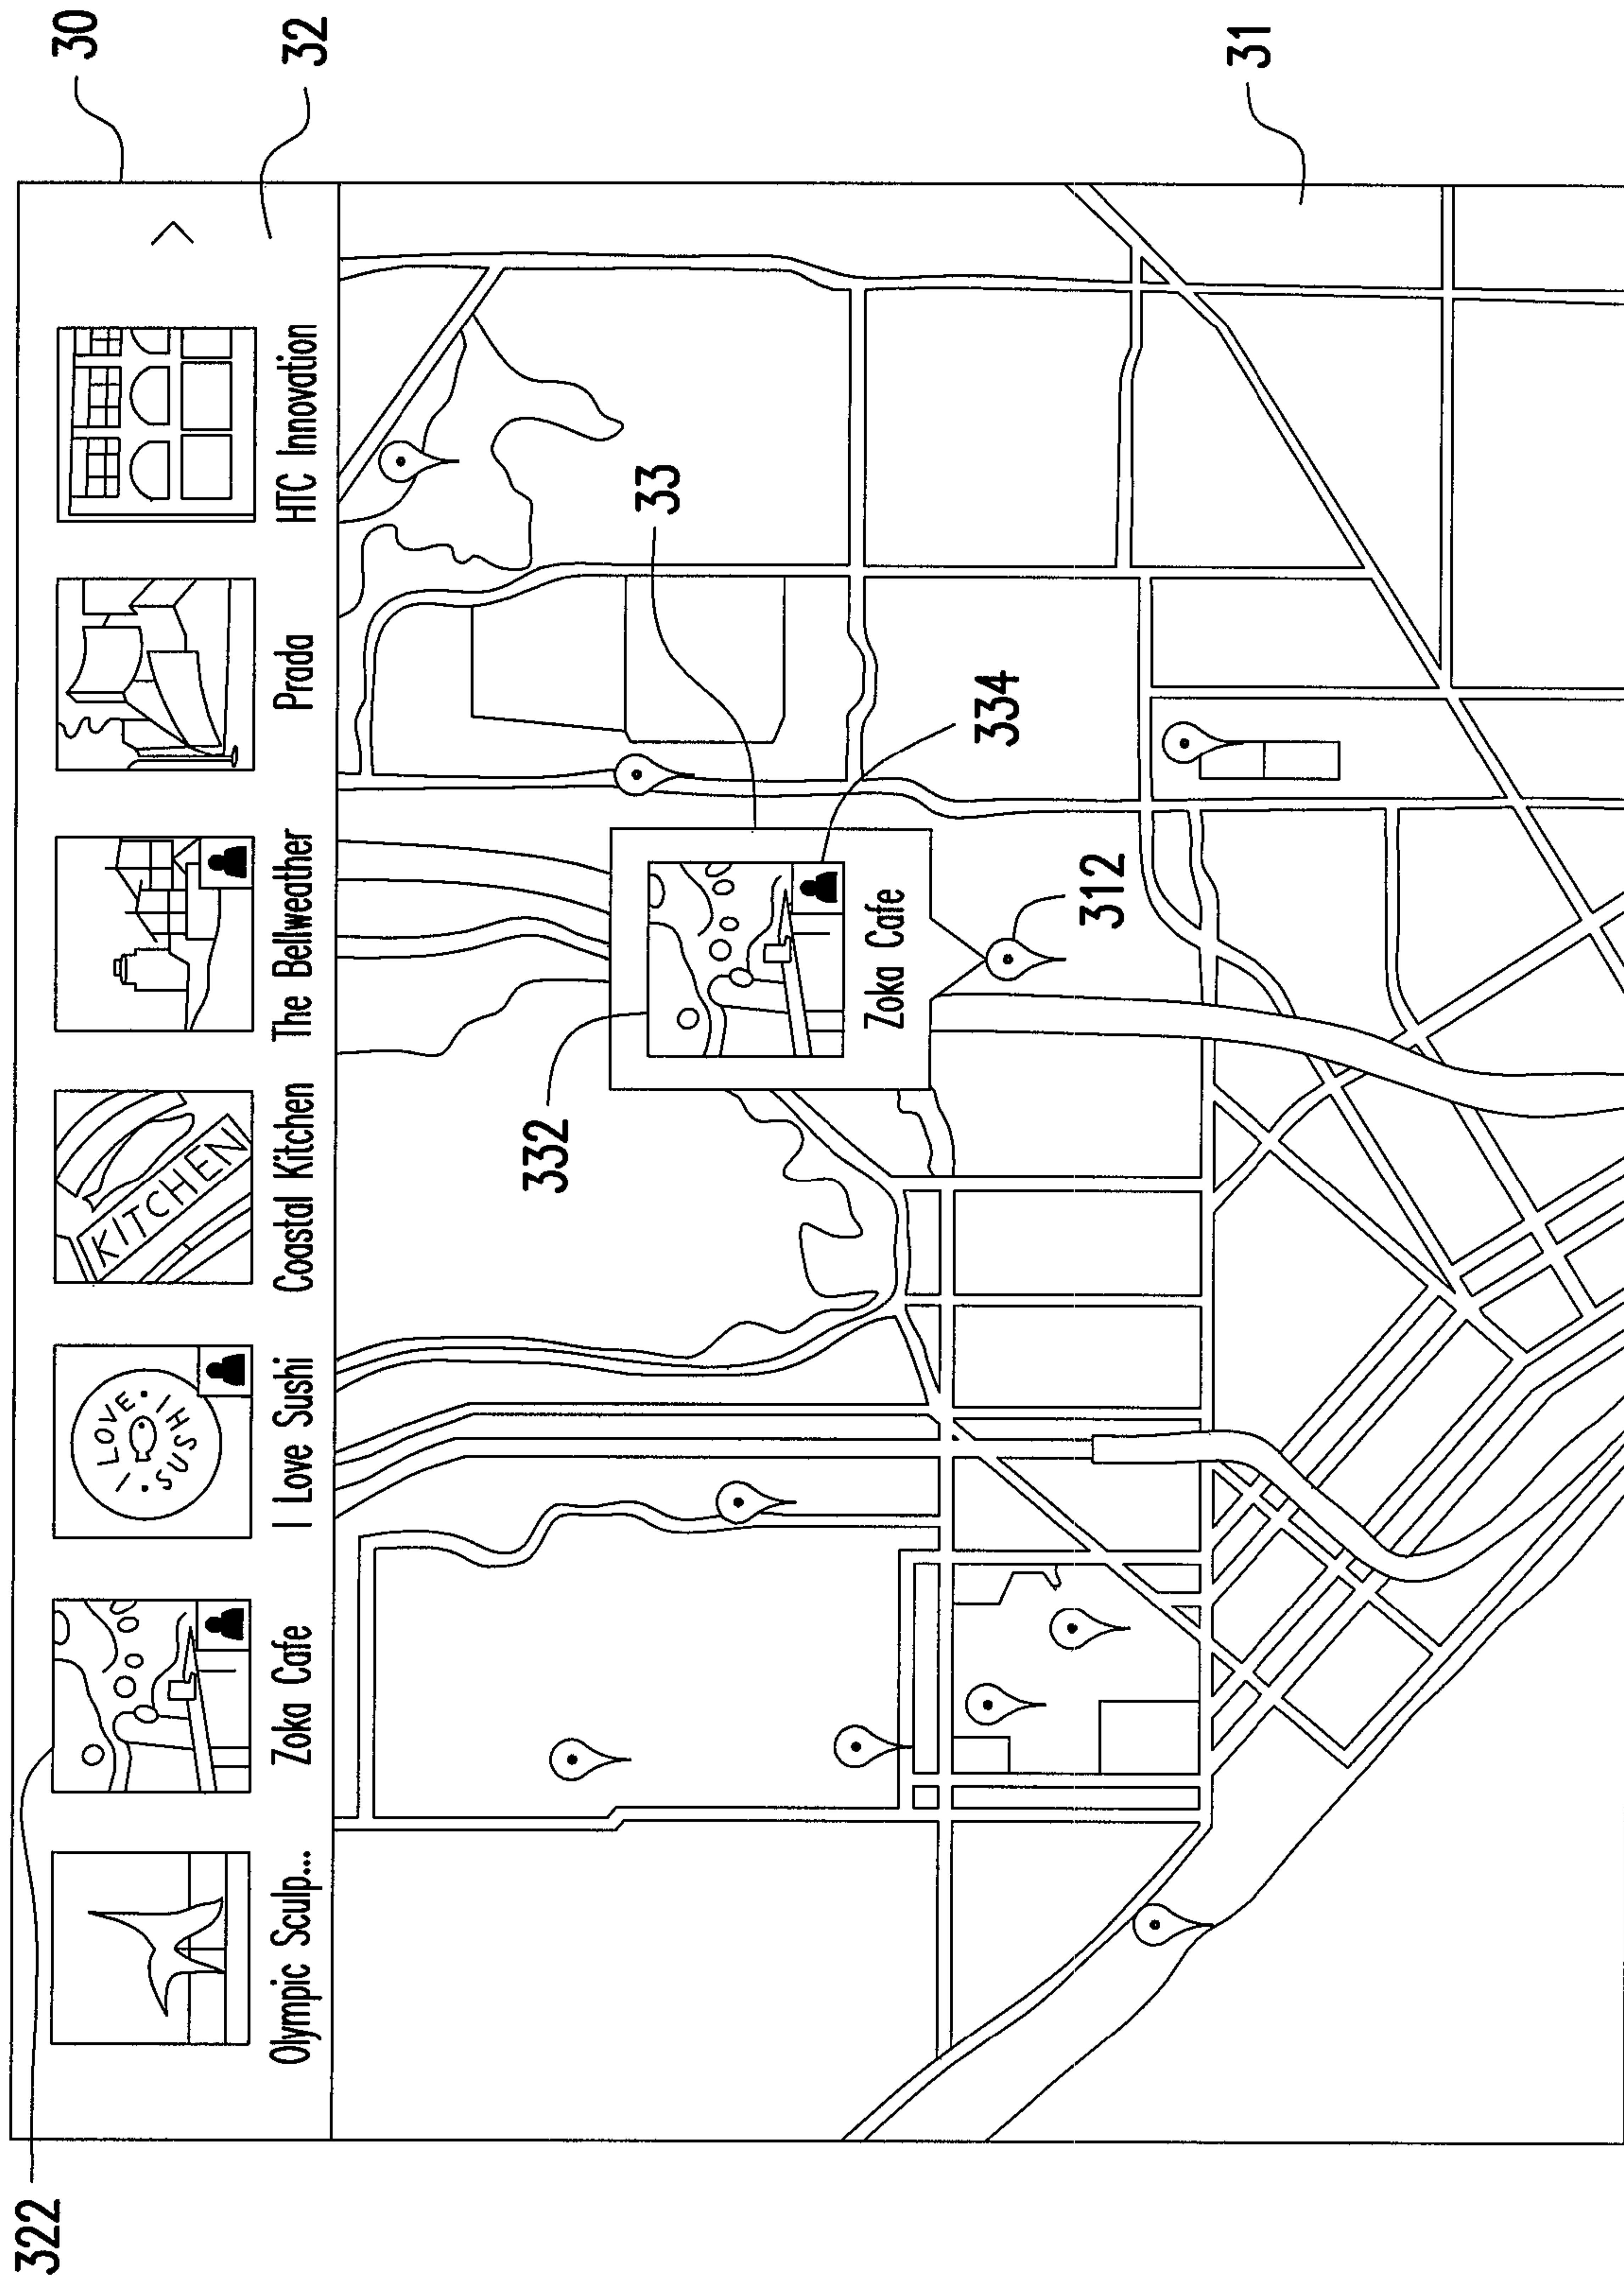 322
30
32
Olympic Sculp...
Zoka Cafe
I LOVE
SUSHI
I Love Sushi
KITCHEN
Coastal Kitchen
The Bellweather
Prada
HTC Innovation
33
332
334
Zoka Cafe
312
31